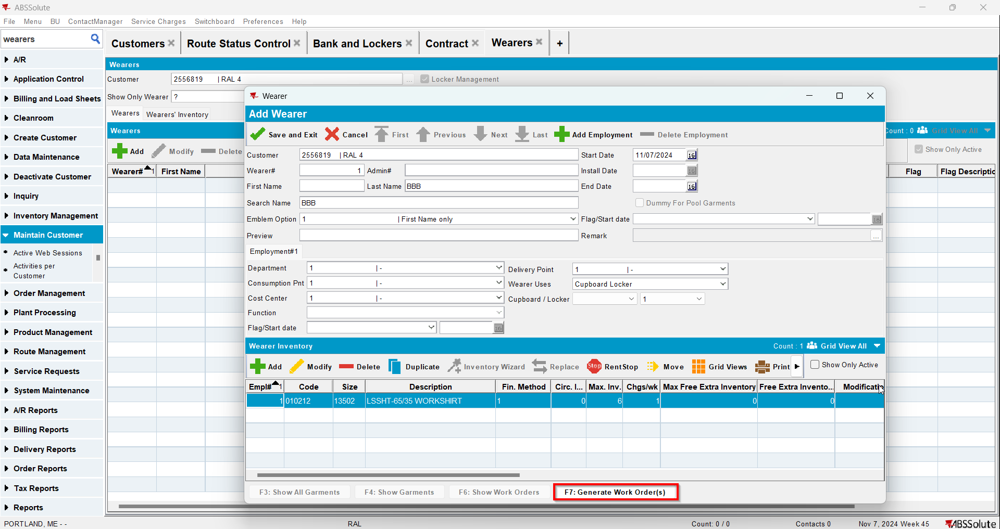 ABSSolute
File Menu BU ContactManager Service Charges Switchboard Preferences Help
wearers
Customers Route Status Control Bank and Lockers Contract Wearers +
A/R
Application Control
Billing and Load Sheets
Cleanroom
Create Customer
Data Maintenance
Deactivate Customer
Inquiry
Inventory Management
Maintain Customer
Active Web Sessions
Activities per
Customer
Order Management
Plant Processing
Product Management
Route Management
Service Requests
System Maintenance
A/R Reports
Billing Reports
Delivery Reports
Order Reports
Tax Reports
Reports
Wearers
Customer 2556819 | RAL 4 ... Locker Management
Show Only Wearer ?
Wearers Wearers' Inventory
Wearers Count : 0 Grid View All
Add Modify Delete Show Only Active
Wearer# 1 First Name Flag Flag Descriptio
Wearer
Add Wearer
Save and Exit Cancel First Previous Next Last Add Employment Delete Employment
Customer 2556819 | RAL 4 Start Date 11/07/2024 16
Wearer# 1 Admin# Install Date 16
First Name Last Name BBB End Date 16
Search Name BBB Dummy For Pool Garments
Emblem Option 1 | First Name only Flag/Start date 16
Preview Remark ...
Employment#1
Department 1 | - Delivery Point 1 | -
Consumption Pnt 1 | - Wearer Uses Cupboard Locker
Cost Center 1 | - Cupboard / Locker 1
Function
Flag/Start date 16
Wearer Inventory Count : 1 Grid View All
Add Modify Delete Duplicate Inventory Wizard Replace Stop RentStop Move Grid Views Print Show Only Active
Empl# 1 Code Size Description Fin. Method Circ. I... Max. Inv. Chgs/wk Max Free Extra Inventory Free Extra Invento... Modificatio
1 010212 13502 LSSHT-65/35 WORKSHIRT 1 0 6 1 0 0
F3: Show All Garments F4: Show Garments F6: Show Work Orders F7: Generate Work Order(s)
PORTLAND, ME - - RAL Count: 0 / 0 Contacts 0 Nov 7, 2024 Week 45 ABSSolute